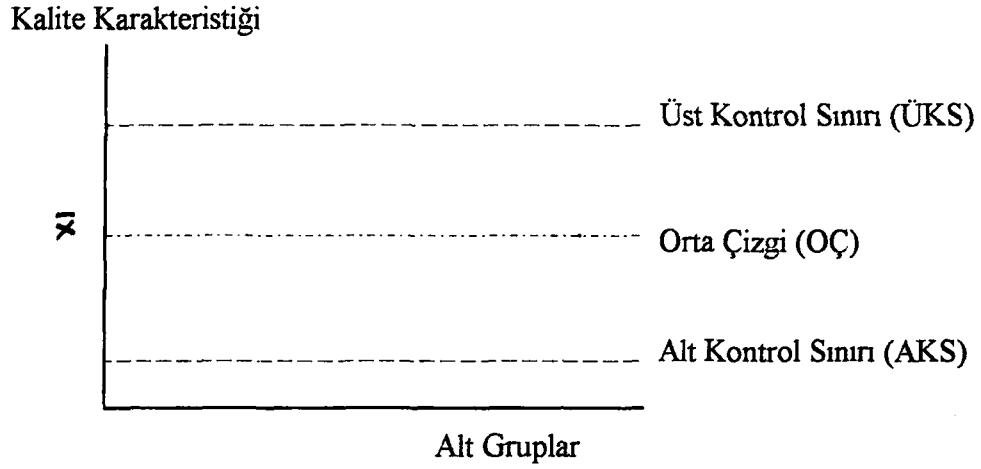 Kalite Karakteristiği
Üst Kontrol Sınırı (ÜKS)
x̄
Orta Çizgi (OÇ)
Alt Kontrol Sınırı (AKS)
Alt Gruplar